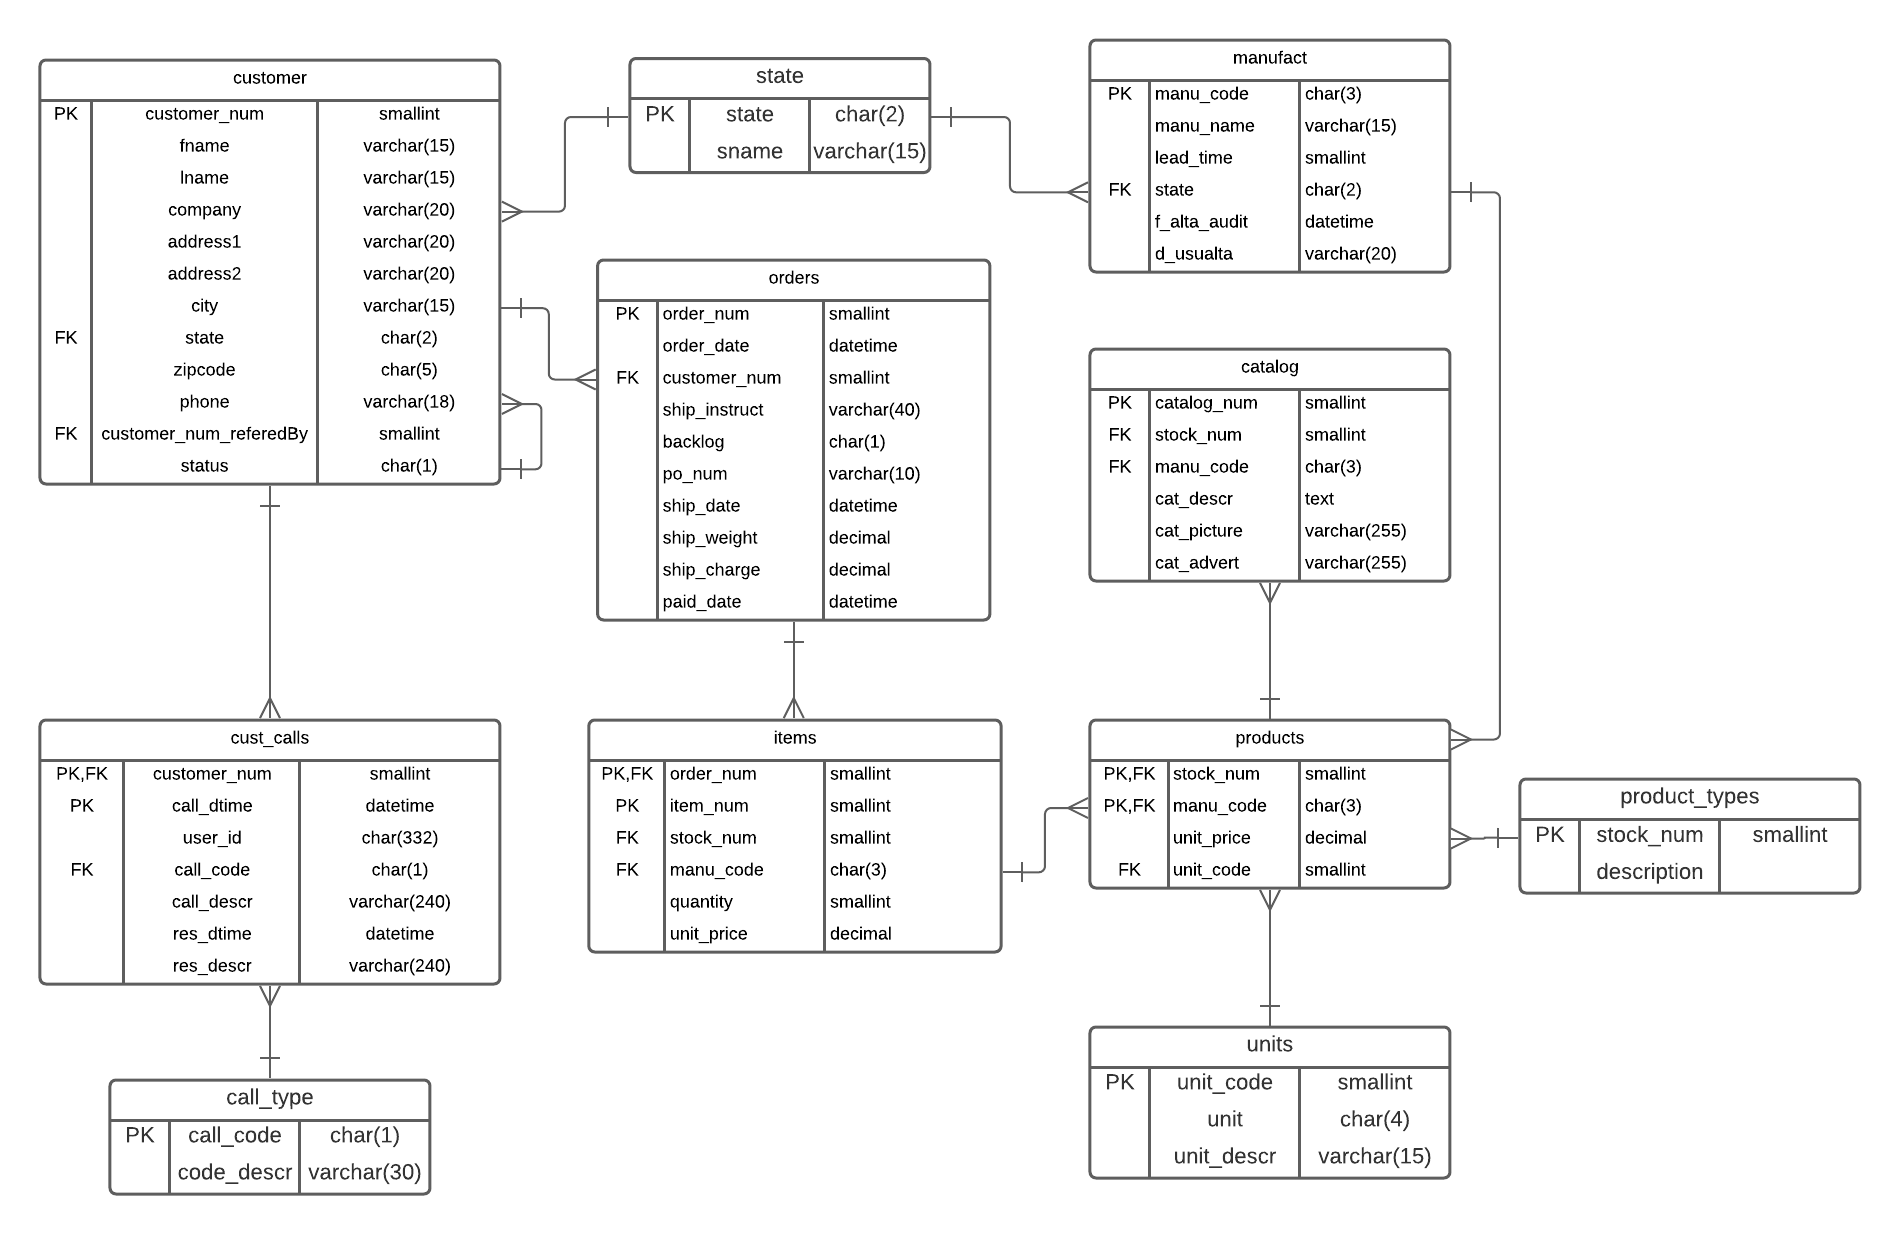 customer
PK customer_num smallint
fname varchar(15)
lname varchar(15)
company varchar(20)
address1 varchar(20)
address2 varchar(20)
city varchar(15)
FK state char(2)
zipcode char(5)
phone varchar(18)
FK customer_num_referedBy smallint
status char(1)
state
PK state char(2)
sname varchar(15)
manufact
PK manu_code char(3)
manu_name varchar(15)
lead_time smallint
FK state char(2)
f_alta_audit datetime
d_usualta varchar(20)
orders
PK order_num smallint
order_date datetime
FK customer_num smallint
ship_instruct varchar(40)
backlog char(1)
po_num varchar(10)
ship_date datetime
ship_weight decimal
ship_charge decimal
paid_date datetime
catalog
PK catalog_num smallint
FK stock_num smallint
FK manu_code char(3)
cat_descr text
cat_picture varchar(255)
cat_advert varchar(255)
cust_calls
PK,FK customer_num smallint
PK call_dtime datetime
user_id char(332)
FK call_code char(1)
call_descr varchar(240)
res_dtime datetime
res_descr varchar(240)
items
PK,FK order_num smallint
PK item_num smallint
FK stock_num smallint
FK manu_code char(3)
quantity smallint
unit_price decimal
products
PK,FK stock_num smallint
PK,FK manu_code char(3)
unit_price decimal
FK unit_code smallint
product_types
PK stock_num smallint
description
call_type
PK call_code char(1)
code_descr varchar(30)
units
PK unit_code smallint
unit char(4)
unit_descr varchar(15)